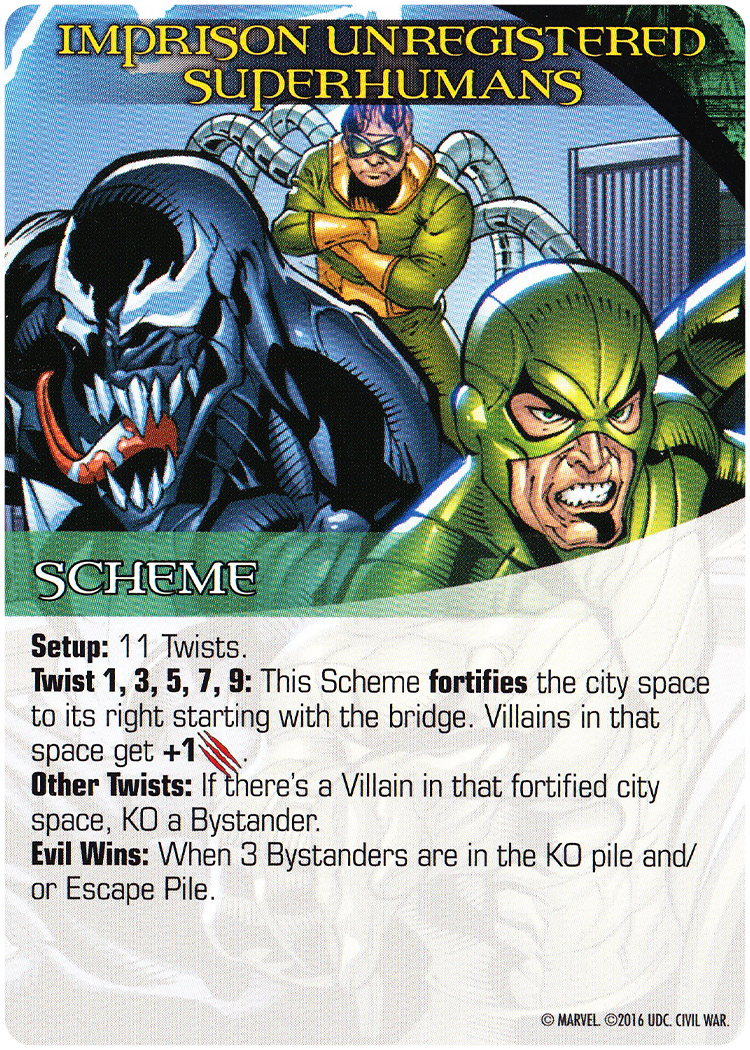 IMPRISON UNREGISTERED
SUPERHUMANS
SCHEME
Setup: 11 Twists.
Twist 1, 3, 5, 7, 9: This Scheme fortifies the city space
to its right starting with the bridge. Villains in that
space get +1.
Other Twists: If there's a Villain in that fortified city
space, KO a Bystander.
Evil Wins: When 3 Bystanders are in the KO pile and/
or Escape Pile.
© MARVEL. ©2016 UDC. CIVIL WAR.